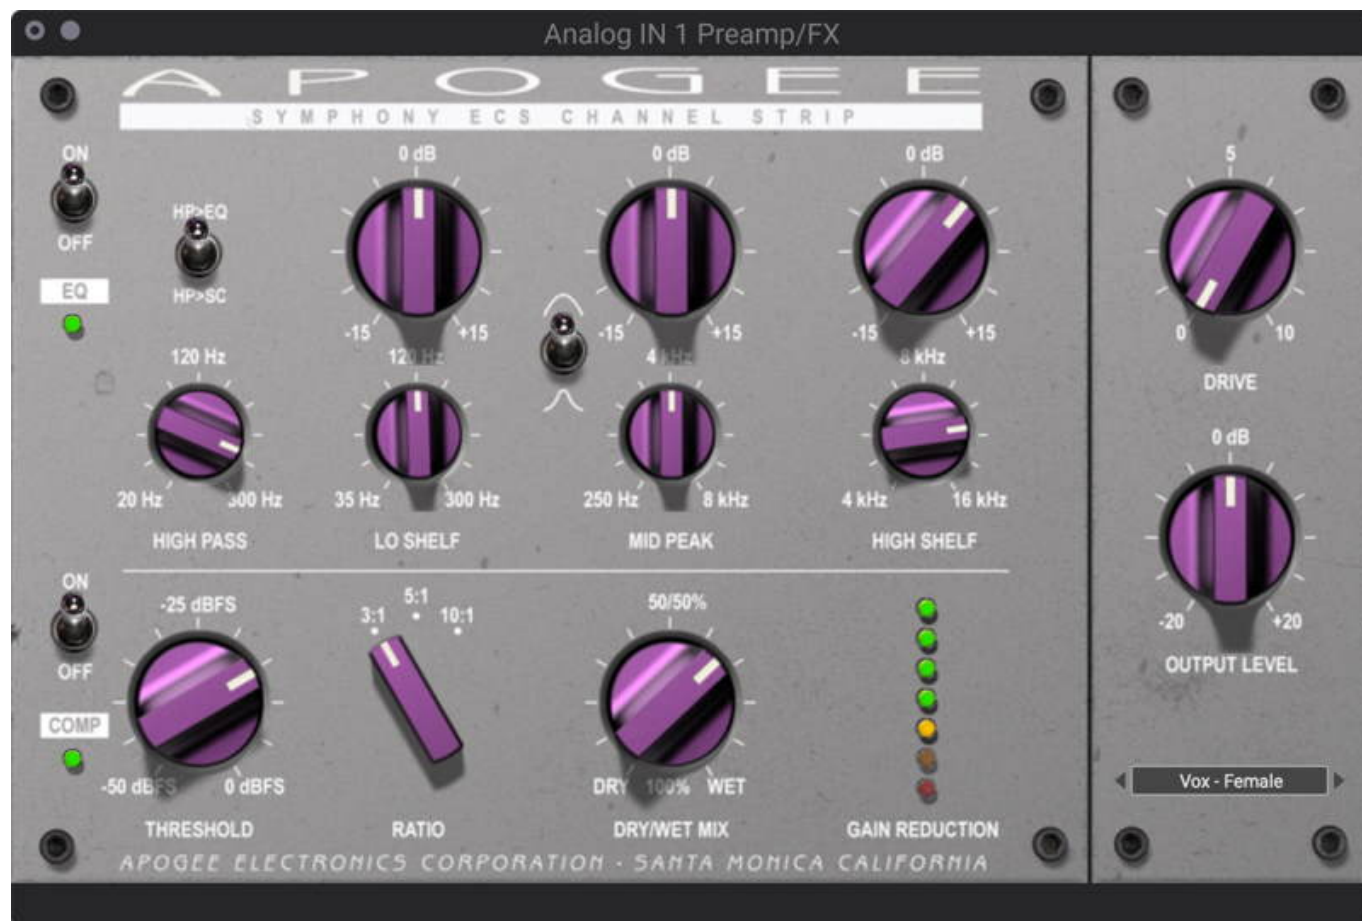 Analog IN 1 Preamp/FX
APOGEE
SYMPHONY ECS CHANNEL STRIP
ON
OFF
EQ
HP>EQ
HP>SC
0 dB
-15 +15
0 dB
-15 +15
0 dB
-15 +15
120 Hz
20 Hz 300 Hz
HIGH PASS
120 Hz
35 Hz 300 Hz
LO SHELF
4 kHz
250 Hz 8 kHz
MID PEAK
8 kHz
4 kHz 16 kHz
HIGH SHELF
ON
OFF
COMP
-25 dBFS
-50 dBFS 0 dBFS
THRESHOLD
3:1 5:1 10:1
RATIO
50/50%
DRY 100% WET
DRY/WET MIX
GAIN REDUCTION
APOGEE ELECTRONICS CORPORATION - SANTA MONICA CALIFORNIA
5
0 10
DRIVE
0 dB
-20 +20
OUTPUT LEVEL
Vox - Female